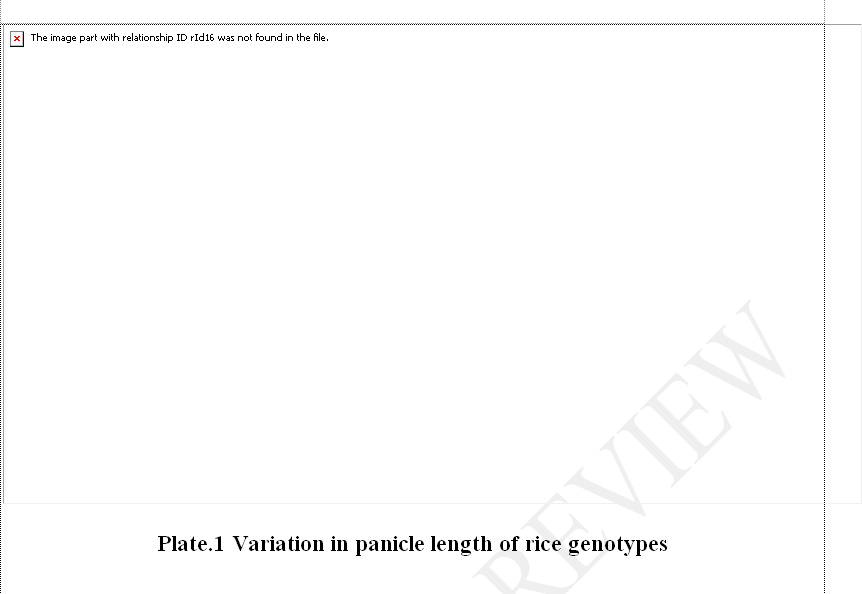 The image part with relationship ID rId16 was not found in the file.
REVIEW
Plate.1 Variation in panicle length of rice genotypes